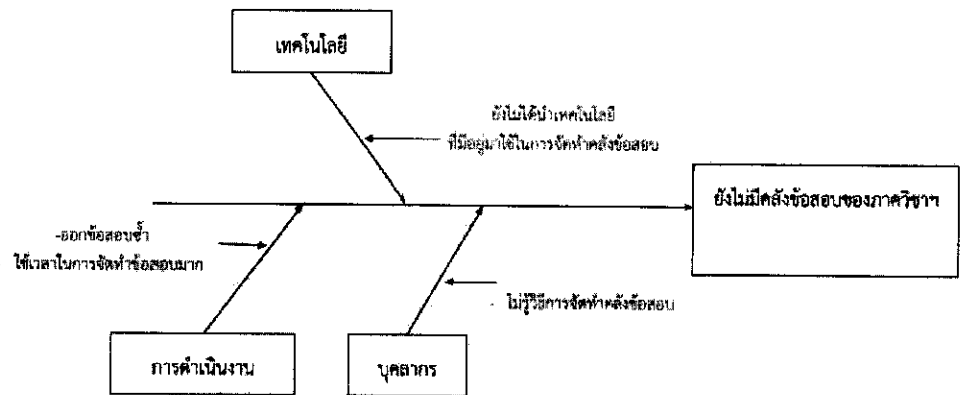 เทคโนโลยี
ยังไม่ได้นำเทคโนโลยี
ที่มีอยู่มาใช้ในการจัดทำคลังข้อสอบ
ยังไม่มีคลังข้อสอบของภาควิชาฯ
-ออกข้อสอบซ้ำ
ใช้เวลาในการจัดทำข้อสอบมาก
- ไม่รู้วิธีการจัดทำคลังข้อสอบ
การดำเนินงาน
บุคลากร